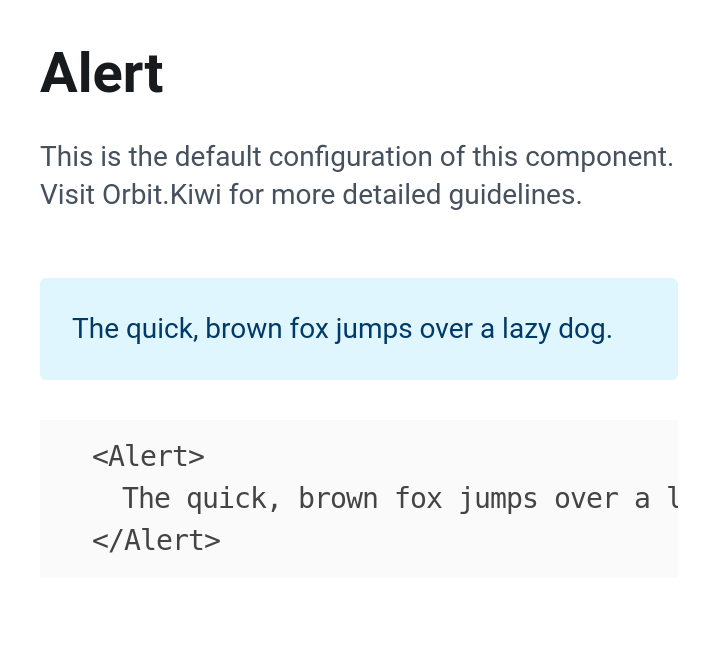 Alert
This is the default configuration of this component.
Visit Orbit.Kiwi for more detailed guidelines.
The quick, brown fox jumps over a lazy dog.
<Alert>
The quick, brown fox jumps over a l
</Alert>